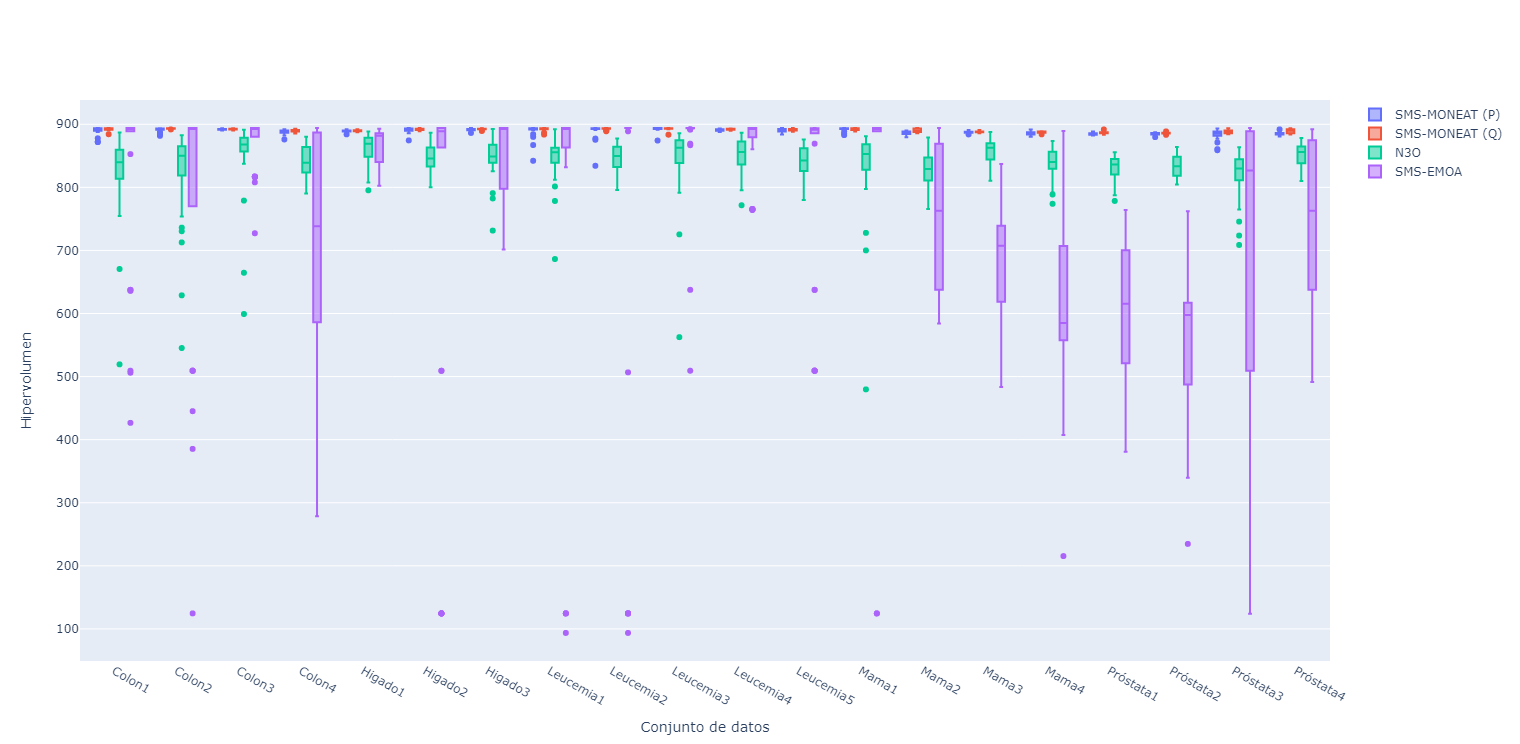 SMS-MONEAT (P)
SMS-MONEAT (Q)
N3O
SMS-EMOA
900
800
700
600
500
400
300
200
100
Hipervolumen
Colon1
Colon2
Colon3
Colon4
Higado1
Higado2
Higado3
Leucemia1
Leucemia2
Leucemia3
Leucemia4
Leucemia5
Mama1
Mama2
Mama3
Mama4
Próstata1
Próstata2
Próstata3
Próstata4
Conjunto de datos